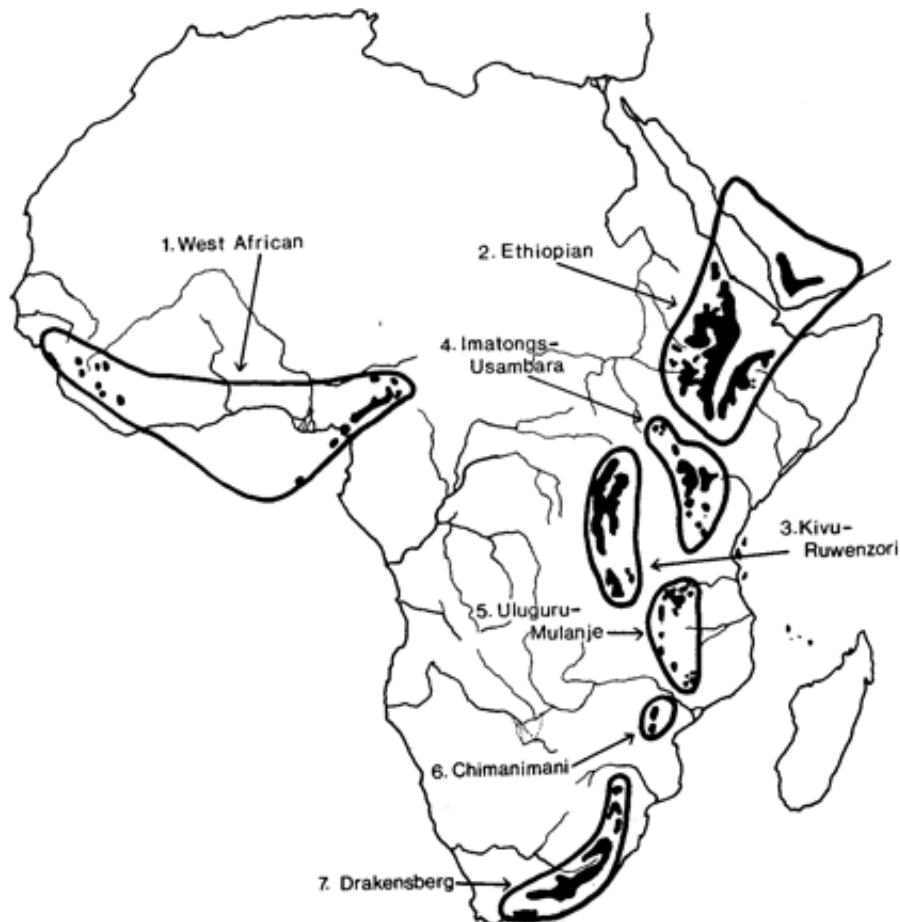 1. West African
2. Ethiopian
4. Imatongs-
Usambara
3. Kivu-
Ruwenzori
5. Uluguru-
Mulanje
6. Chimanimani
7. Drakensberg